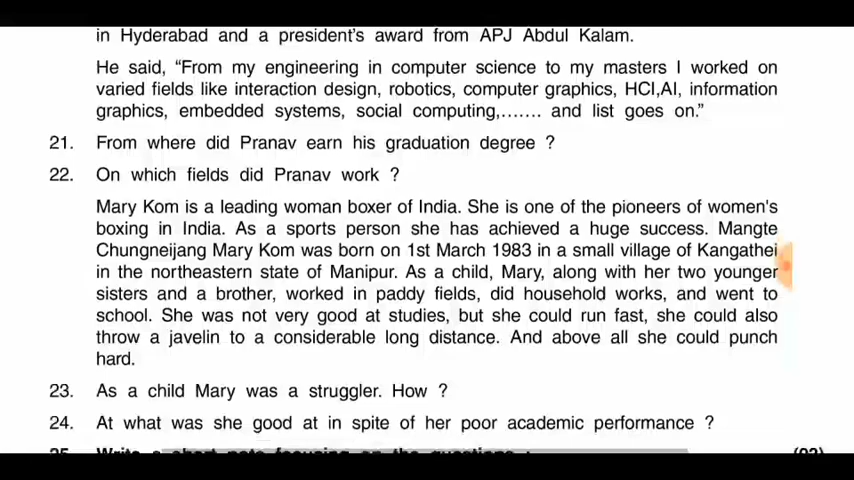 in Hyderabad and a president's award from APJ Abdul Kalam.
He said, "From my engineering in computer science to my masters I worked on
varied fields like interaction design, robotics, computer graphics, HCI,AI, information
graphics, embedded systems, social computing,....... and list goes on."
21. From where did Pranav earn his graduation degree ?
22. On which fields did Pranav work ?
Mary Kom is a leading woman boxer of India. She is one of the pioneers of women's
boxing in India. As a sports person she has achieved a huge success. Mangte
Chungneijang Mary Kom was born on 1st March 1983 in a small village of Kangathei
in the northeastern state of Manipur. As a child, Mary, along with her two younger
sisters and a brother, worked in paddy fields, did household works, and went to
school. She was not very good at studies, but she could run fast, she could also
throw a javelin to a considerable long distance. And above all she could punch
hard.
23. As a child Mary was a struggler. How ?
24. At what was she good at in spite of her poor academic performance ?
25. Write a short note focusing on the questions : (02)